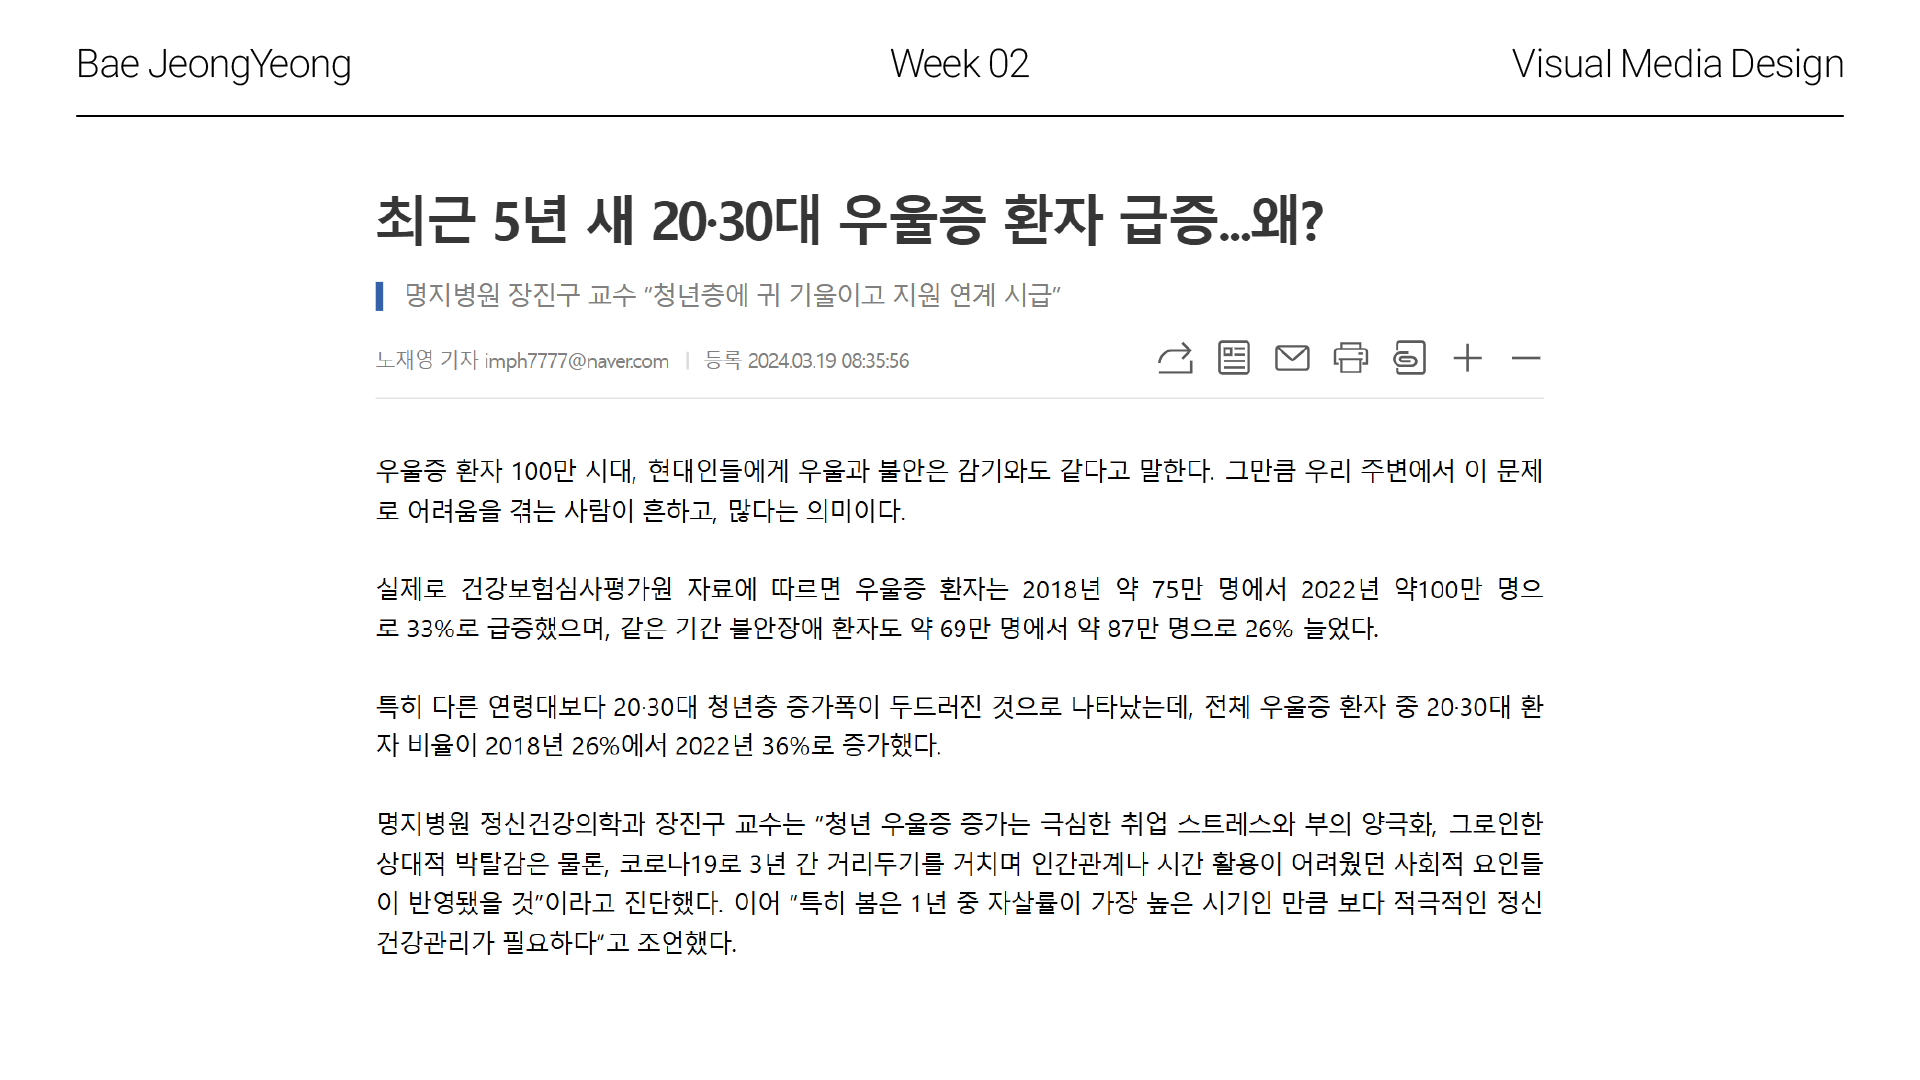 Bae JeongYeong
Week 02
Visual Media Design
최근 5년 새 20·30대 우울증 환자 급증...왜?
명지병원 장진구 교수 “청년층에 귀 기울이고 지원 연계 시급”
노재영 기자 imph7777@naver.com | 등록 2024.03.19 08:35:56
우울증 환자 100만 시대, 현대인들에게 우울과 불안은 감기와도 같다고 말한다. 그만큼 우리 주변에서 이 문제
로 어려움을 겪는 사람이 흔하고, 많다는 의미이다.
실제로 건강보험심사평가원 자료에 따르면 우울증 환자는 2018년 약 75만 명에서 2022년 약100만 명으
로 33%로 급증했으며, 같은 기간 불안장애 환자도 약 69만 명에서 약 87만 명으로 26% 늘었다.
특히 다른 연령대보다 20·30대 청년층 증가폭이 두드러진 것으로 나타났는데, 전체 우울증 환자 중 20·30대 환
자 비율이 2018년 26%에서 2022년 36%로 증가했다.
명지병원 정신건강의학과 장진구 교수는 “청년 우울증 증가는 극심한 취업 스트레스와 부의 양극화, 그로인한
상대적 박탈감은 물론, 코로나19로 3년 간 거리두기를 거치며 인간관계나 시간 활용이 어려웠던 사회적 요인들
이 반영됐을 것”이라고 진단했다. 이어 “특히 봄은 1년 중 자살률이 가장 높은 시기인 만큼 보다 적극적인 정신
건강관리가 필요하다“고 조언했다.